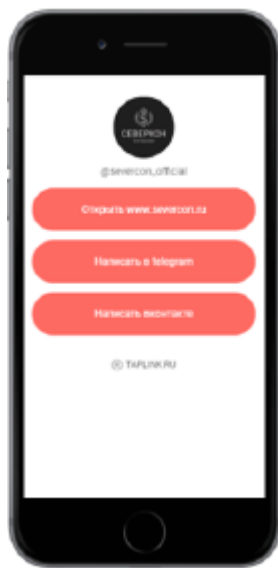 СЕВЕРКОН
@severcon_official
Открыть www.severcon.ru
Написать в telegram
Написать вконтакте
TAPLINK.RU